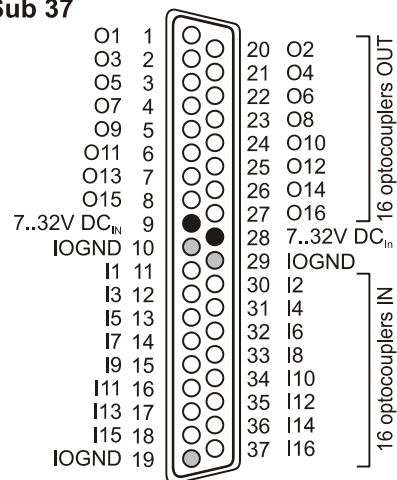 Sub 37
O1 1
20 O2
O3 2
21 O4
O5 3
22 O6
O7 4
23 O8
O9 5
24 O10
O11 6
25 O12
O13 7
26 O14
O15 8
27 O16
7..32V DCIN 9
28 7..32V DCIn
IOGND 10
29 IOGND
I1 11
30 I2
I3 12
31 I4
I5 13
32 I6
I7 14
33 I8
I9 15
34 I10
I11 16
35 I12
I13 17
36 I14
I15 18
37 I16
IOGND 19
16 optocouplers OUT
16 optocouplers IN